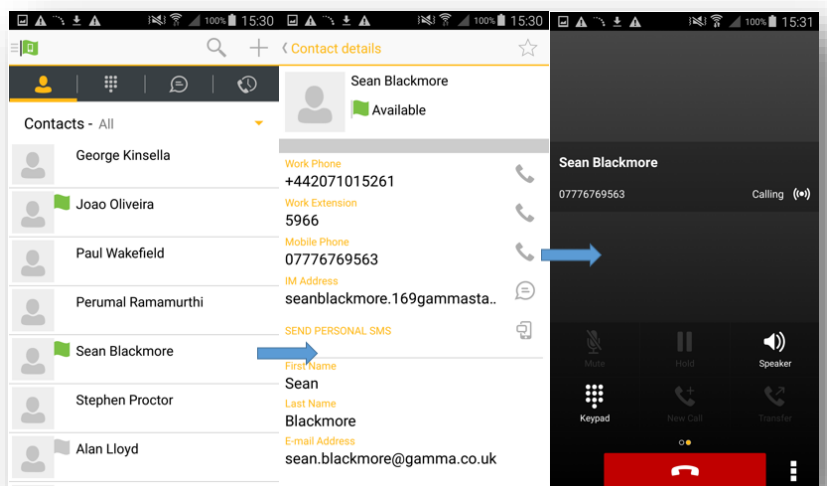 100% 15:30
Contacts - All
George Kinsella
Joao Oliveira
Paul Wakefield
Perumal Ramamurthi
Sean Blackmore
Stephen Proctor
Alan Lloyd
100% 15:30
Contact details
Sean Blackmore
Available
Work Phone
+442071015261
Work Extension
5966
Mobile Phone
07776769563
IM Address
seanblackmore.169gammasta..
SEND PERSONAL SMS
First Name
Sean
Last Name
Blackmore
E-mail Address
sean.blackmore@gamma.co.uk
100% 15:31
Sean Blackmore
07776769563 Calling
Mute Hold Speaker
Keypad New Call Transfer